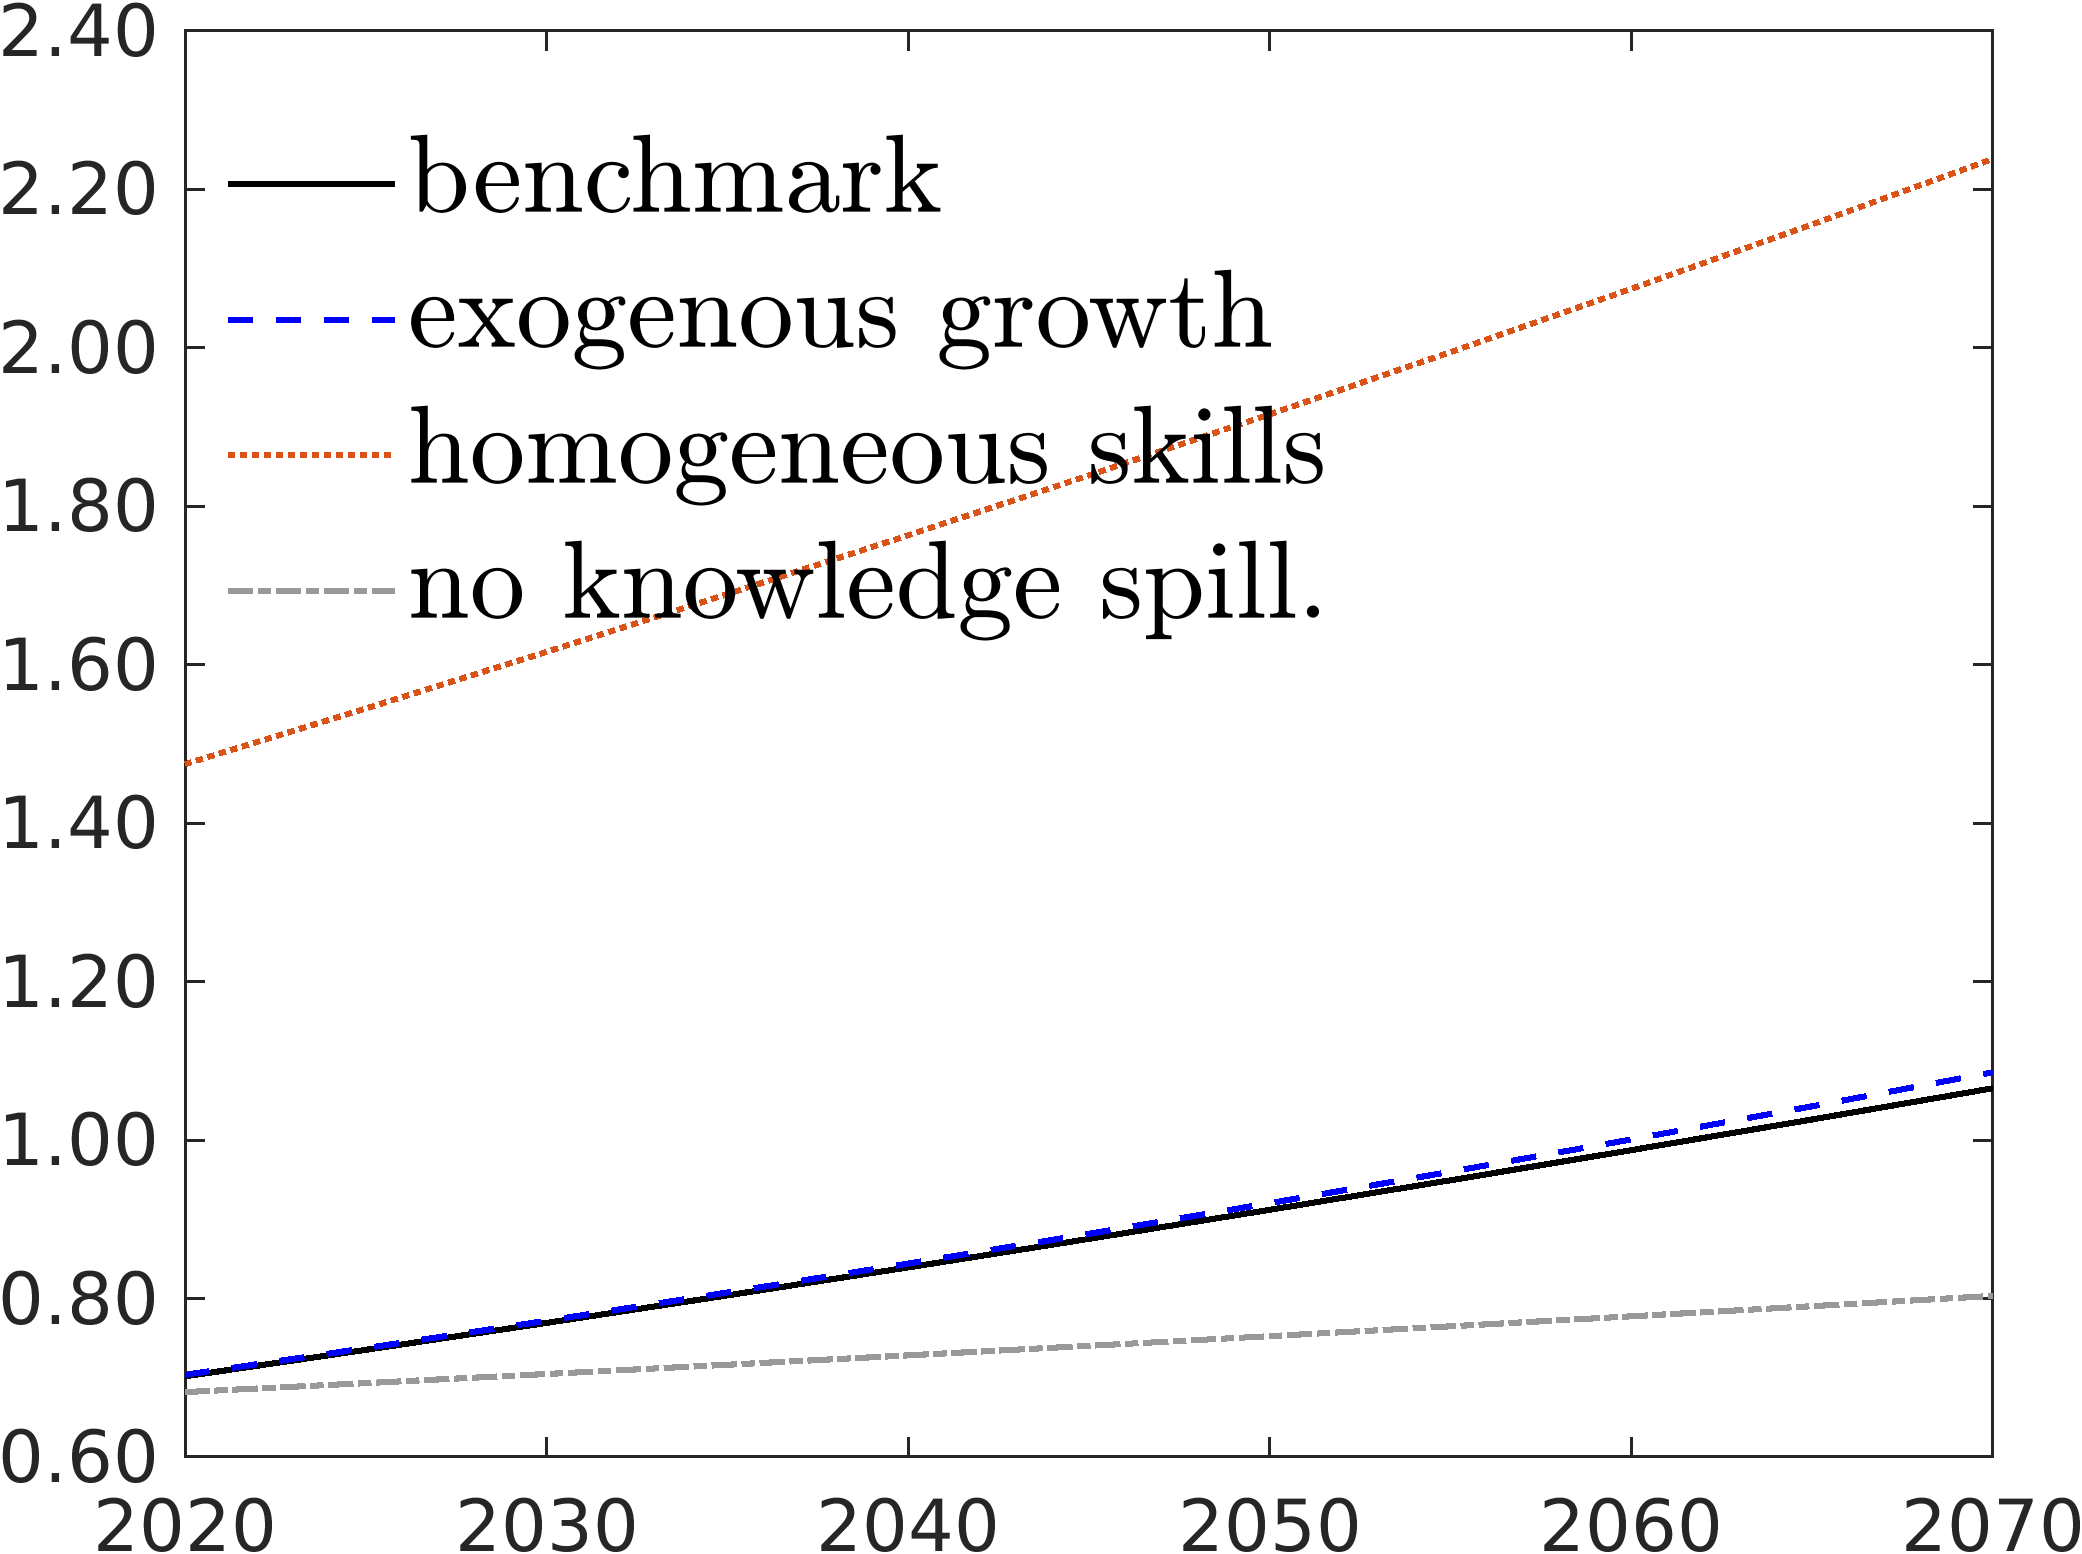 2.40
2.20
2.00
1.80
1.60
1.40
1.20
1.00
0.80
0.60
benchmark
exogenous growth
homogeneous skills
no knowledge spill.
2020 2030 2040 2050 2060 2070